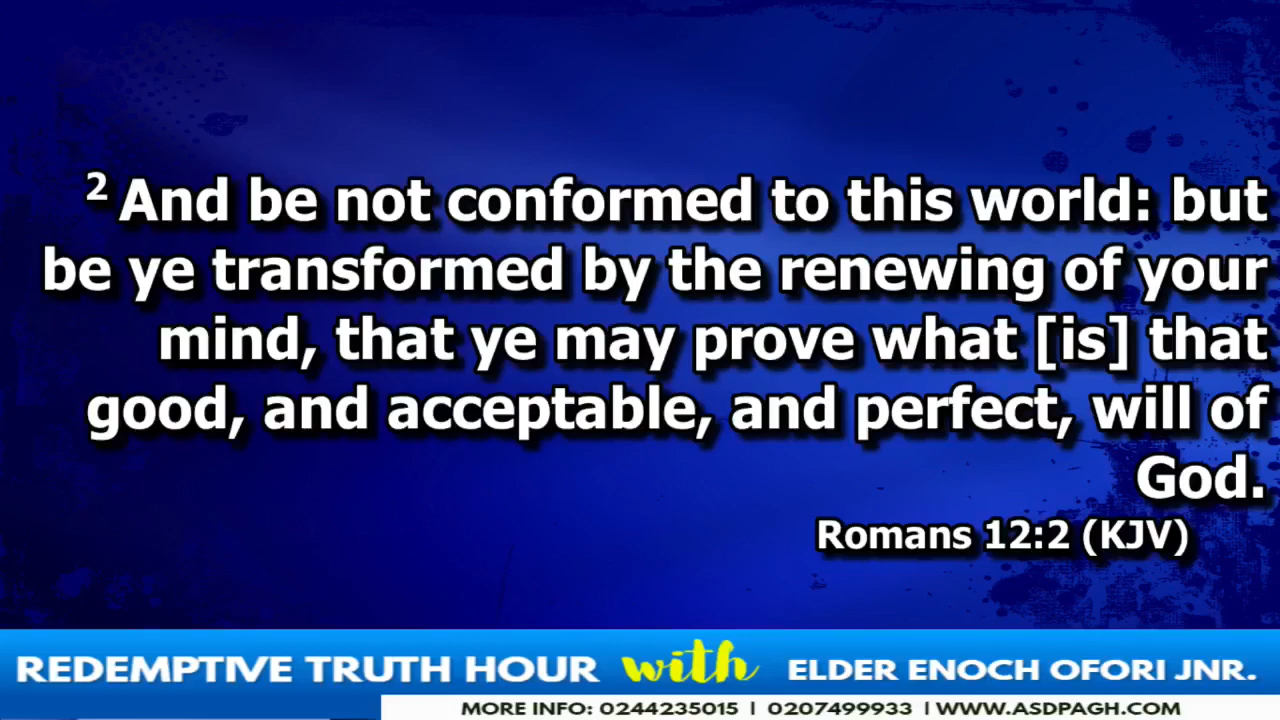 2 And be not conformed to this world: but
be ye transformed by the renewing of your
mind, that ye may prove what [is] that
good, and acceptable, and perfect, will of
God.
Romans 12:2 (KJV)
REDEMPTIVE TRUTH HOUR with ELDER ENOCH OFORI JNR.
MORE INFO: 0244235015 | 0207499933 | WWW.ASDPAGH.COM